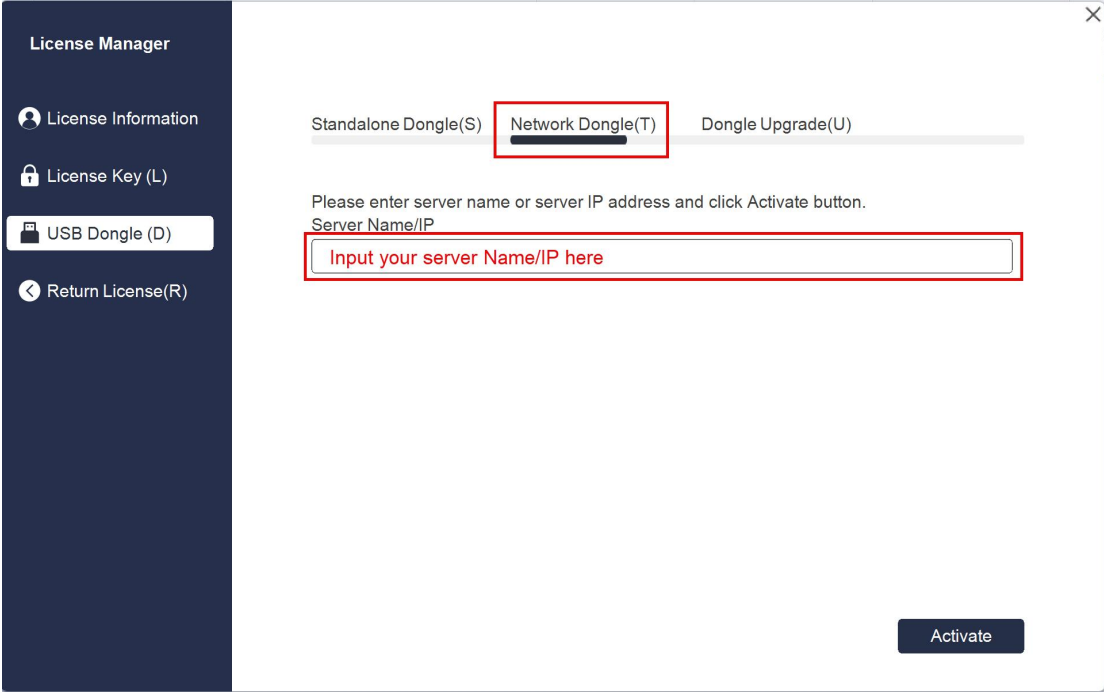 License Manager
License Information
License Key (L)
USB Dongle (D)
Return License(R)
Standalone Dongle(S)
Network Dongle(T)
Dongle Upgrade(U)
Please enter server name or server IP address and click Activate button.
Server Name/IP
Input your server Name/IP here
Activate